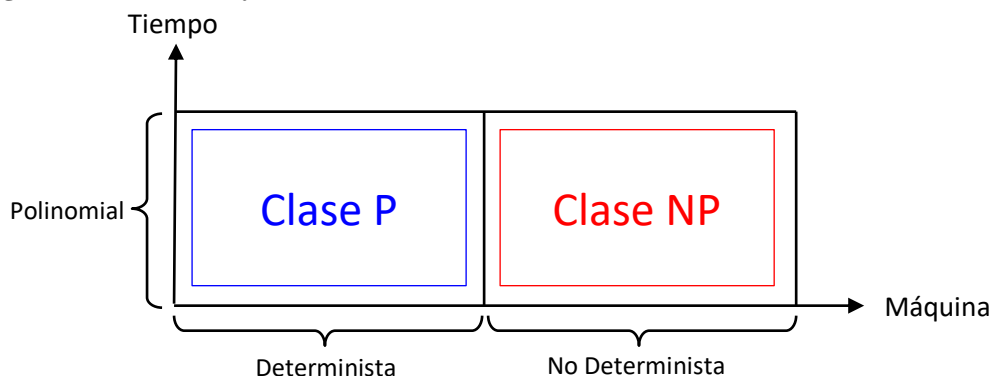 Tiempo
Polinomial
Clase P
Clase NP
Máquina
Determinista
No Determinista